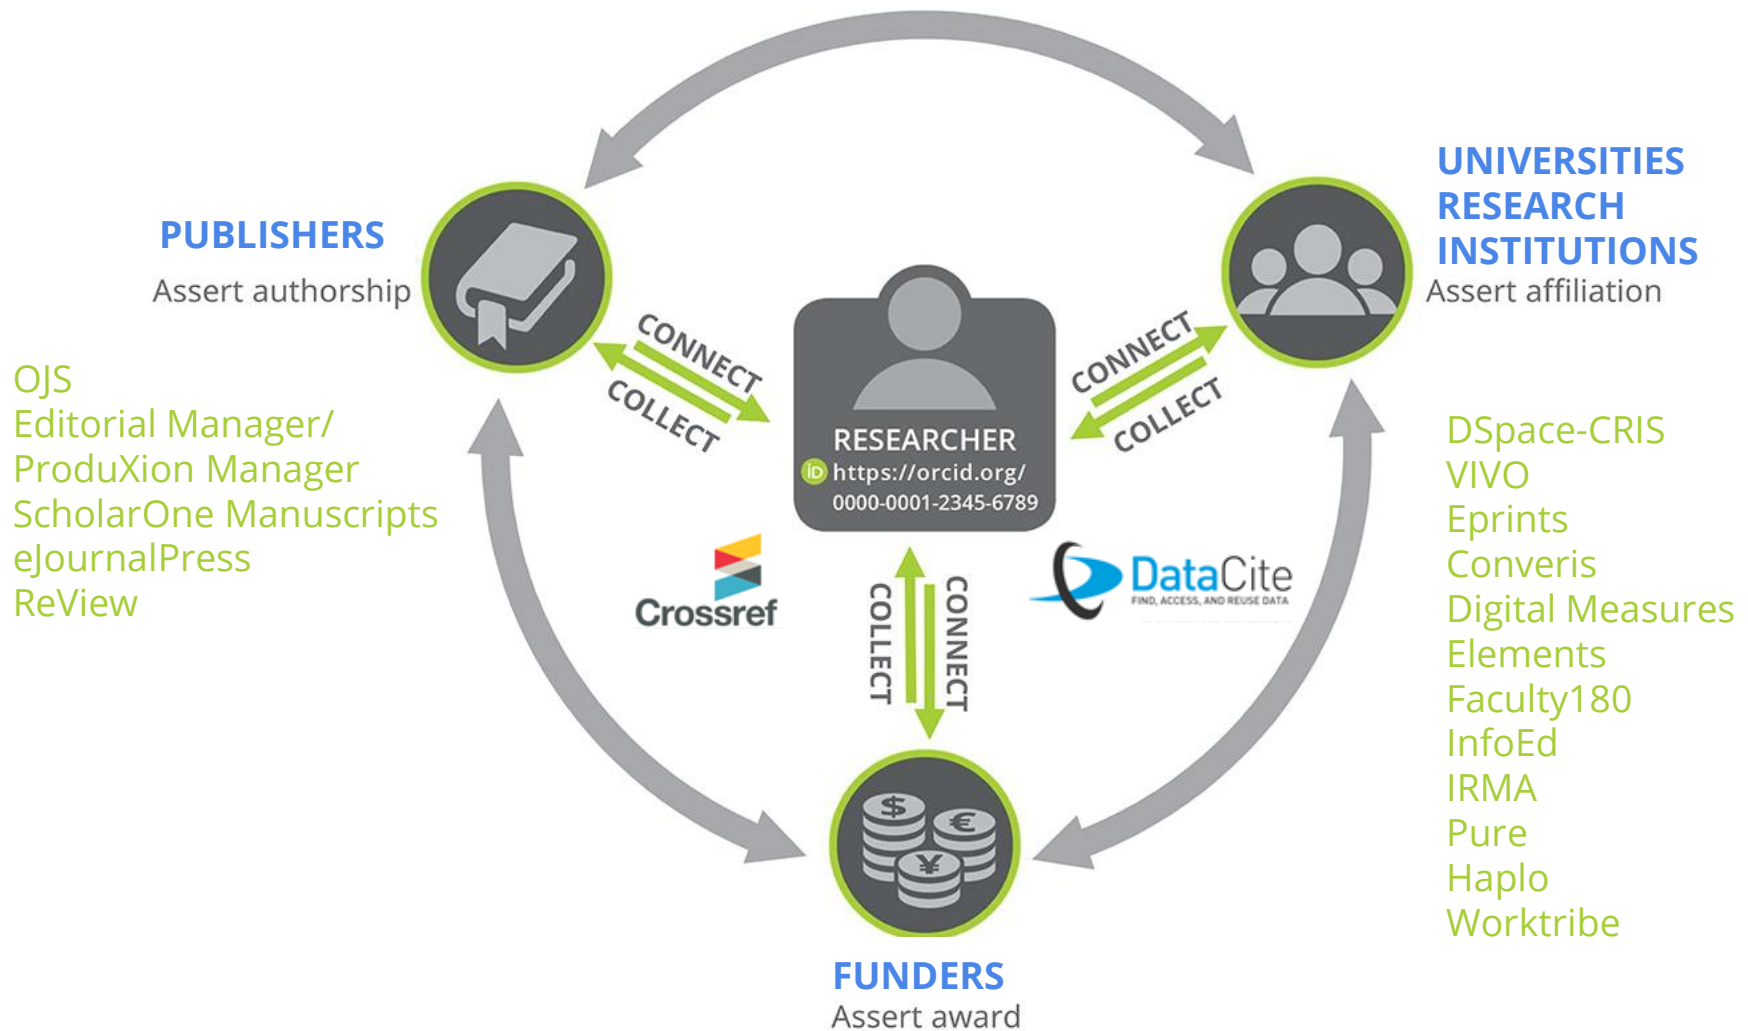 PUBLISHERS
Assert authorship
OJS
Editorial Manager/
ProduXion Manager
ScholarOne Manuscripts
eJournalPress
ReView
CONNECT
COLLECT
RESEARCHER
iD https://orcid.org/
0000-0001-2345-6789
CONNECT
COLLECT
UNIVERSITIES
RESEARCH
INSTITUTIONS
Assert affiliation
DSpace-CRIS
VIVO
Eprints
Converis
Digital Measures
Elements
Faculty180
InfoEd
IRMA
Pure
Haplo
Worktribe
Crossref
DataCite
FIND, ACCESS, AND REUSE DATA
COLLECT
CONNECT
$
€
¥
FUNDERS
Assert award